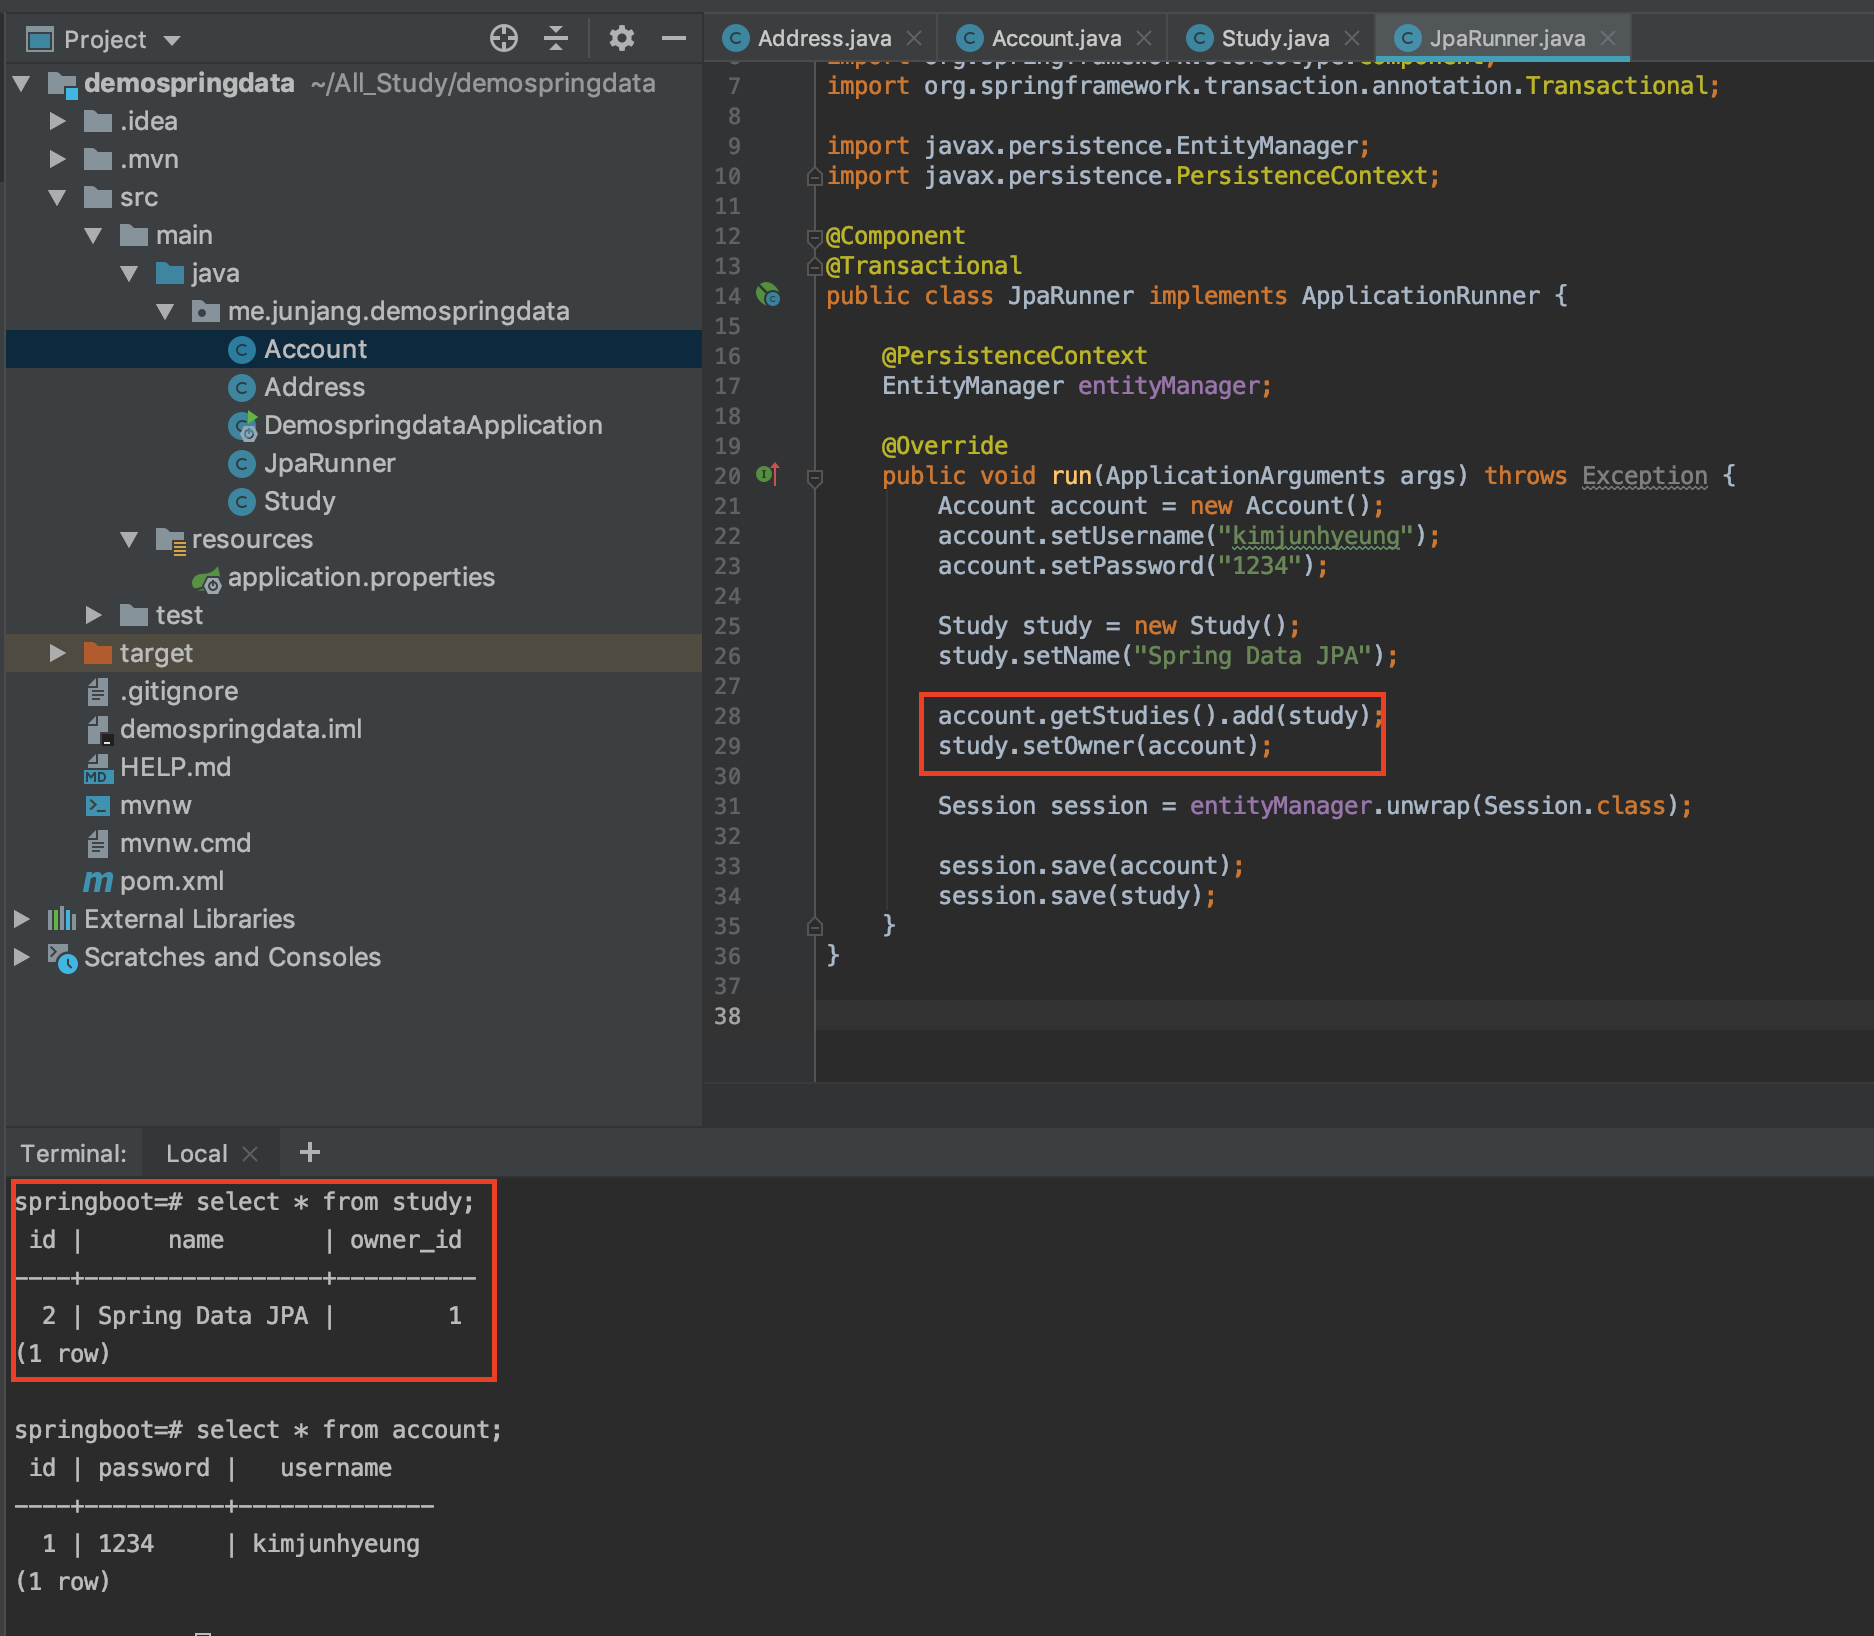 Project
demospringdata ~/All_Study/demospringdata
.idea
.mvn
src
main
java
me.junjang.demospringdata
Account
Address
DemospringdataApplication
JpaRunner
Study
resources
application.properties
test
target
.gitignore
demospringdata.iml
HELP.md
mvnw
mvnw.cmd
pom.xml
External Libraries
Scratches and Consoles
Address.java
Account.java
Study.java
JpaRunner.java
6 import org.springframework.stereotype.Component;
7 import org.springframework.transaction.annotation.Transactional;
8
9 import javax.persistence.EntityManager;
10 import javax.persistence.PersistenceContext;
11
12 @Component
13 @Transactional
14 public class JpaRunner implements ApplicationRunner {
15
16 @PersistenceContext
17 EntityManager entityManager;
18
19 @Override
20 public void run(ApplicationArguments args) throws Exception {
21 Account account = new Account();
22 account.setUsername("kimjunhyeung");
23 account.setPassword("1234");
24
25 Study study = new Study();
26 study.setName("Spring Data JPA");
27
28 account.getStudies().add(study);
29 study.setOwner(account);
30
31 Session session = entityManager.unwrap(Session.class);
32
33 session.save(account);
34 session.save(study);
35 }
36 }
37
38
Terminal: Local +
springboot=# select * from study;
id | name | owner_id
----+-----------------+----------
2 | Spring Data JPA | 1
(1 row)
springboot=# select * from account;
id | password | username
----+----------+--------------
1 | 1234 | kimjunhyeung
(1 row)